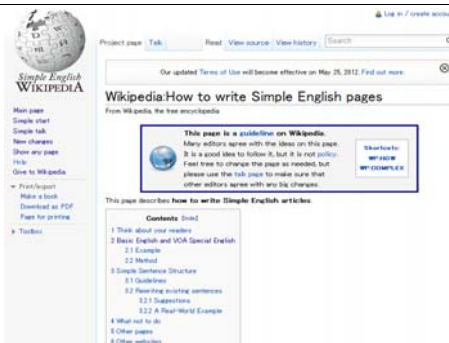 Log in / create accou
Project page Talk Read View source View history Search
Simple English
WIKIPEDIA
Our updated Terms of Use will become effective on May 25, 2012. Find out more.
Wikipedia:How to write Simple English pages
From Wikipedia, the free encyclopedia
Main page
Simple start
Simple talk
New changes
Show any page
Help
Give to Wikipedia
Print/export
Make a book
Download as PDF
Page for printing
Toolbox
This page is a guideline on Wikipedia.
Many editors agree with the ideas on this page.
It is a good idea to follow it, but it is not policy.
Feel free to change the page as needed, but
please use the talk page to make sure that
other editors agree with any big changes.
Shortcuts:
WP:HOW
WP:COMPLEX
This page describes how to write Simple English articles.
Contents [hide]
1 Think about your readers
2 Basic English and VOA Special English
2.1 Example
2.2 Method
3 Simple Sentence Structure
3.1 Guidelines
3.2 Rewriting existing sentences
3.2.1 Suggestions
3.2.2 A Real-World Example
4 What not to do
5 Other pages
6 Other websites